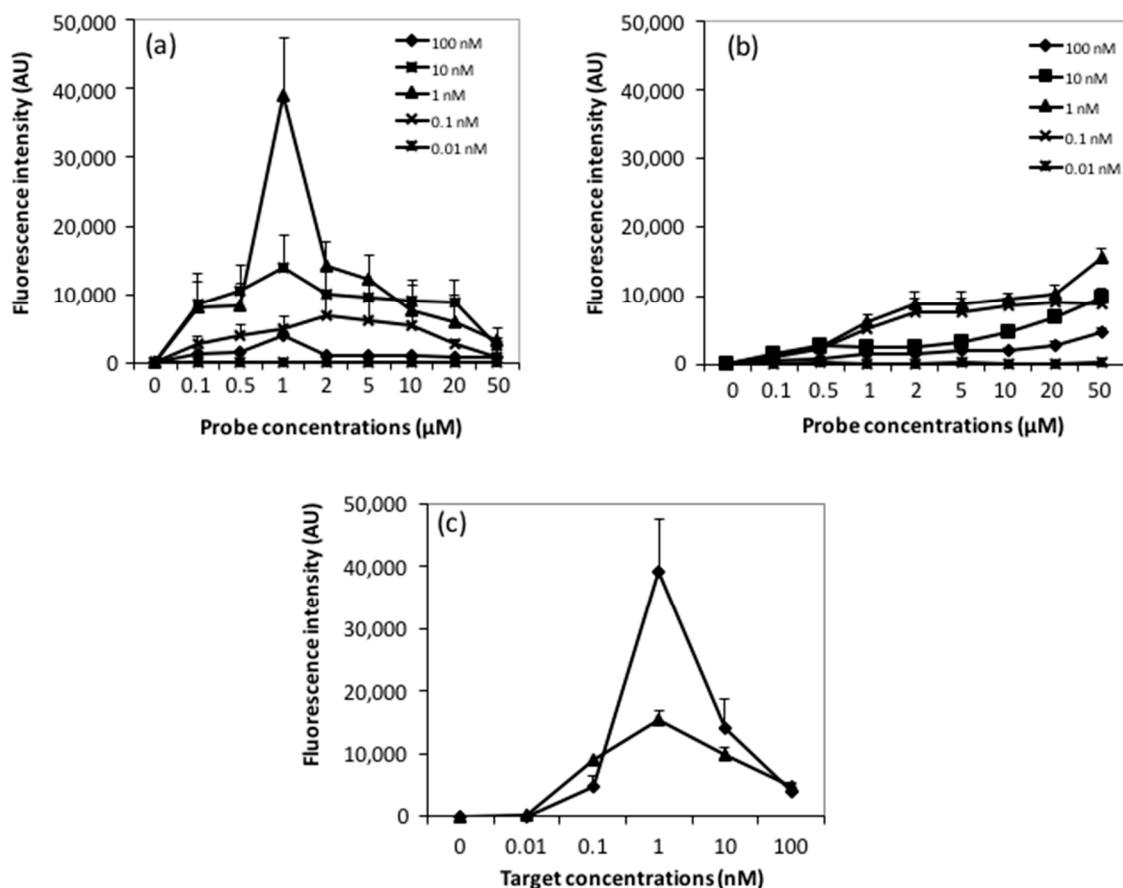 50,000
40,000
30,000
20,000
10,000
0
Fluorescence intensity (AU)
(a)
100 nM
10 nM
1 nM
0.1 nM
0.01 nM
0 0.1 0.5 1 2 5 10 20 50
Probe concentrations (µM)
50,000
40,000
30,000
20,000
10,000
0
Fluorescence intensity (AU)
(b)
100 nM
10 nM
1 nM
0.1 nM
0.01 nM
0 0.1 0.5 1 2 5 10 20 50
Probe concentrations (µM)
50,000
40,000
30,000
20,000
10,000
0
Fluorescence intensity (AU)
(c)
0 0.01 0.1 1 10 100
Target concentrations (nM)